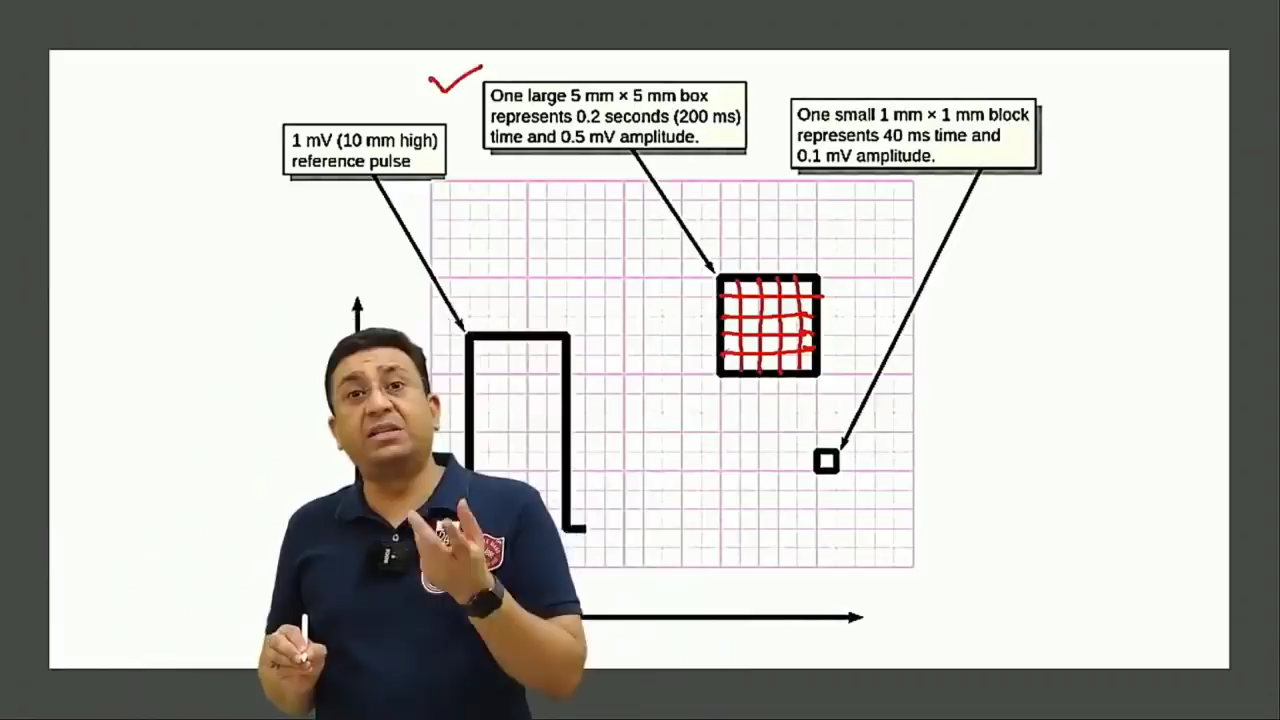 1 mV (10 mm high)
reference pulse
One large 5 mm × 5 mm box
represents 0.2 seconds (200 ms)
time and 0.5 mV amplitude.
One small 1 mm × 1 mm block
represents 40 ms time and
0.1 mV amplitude.